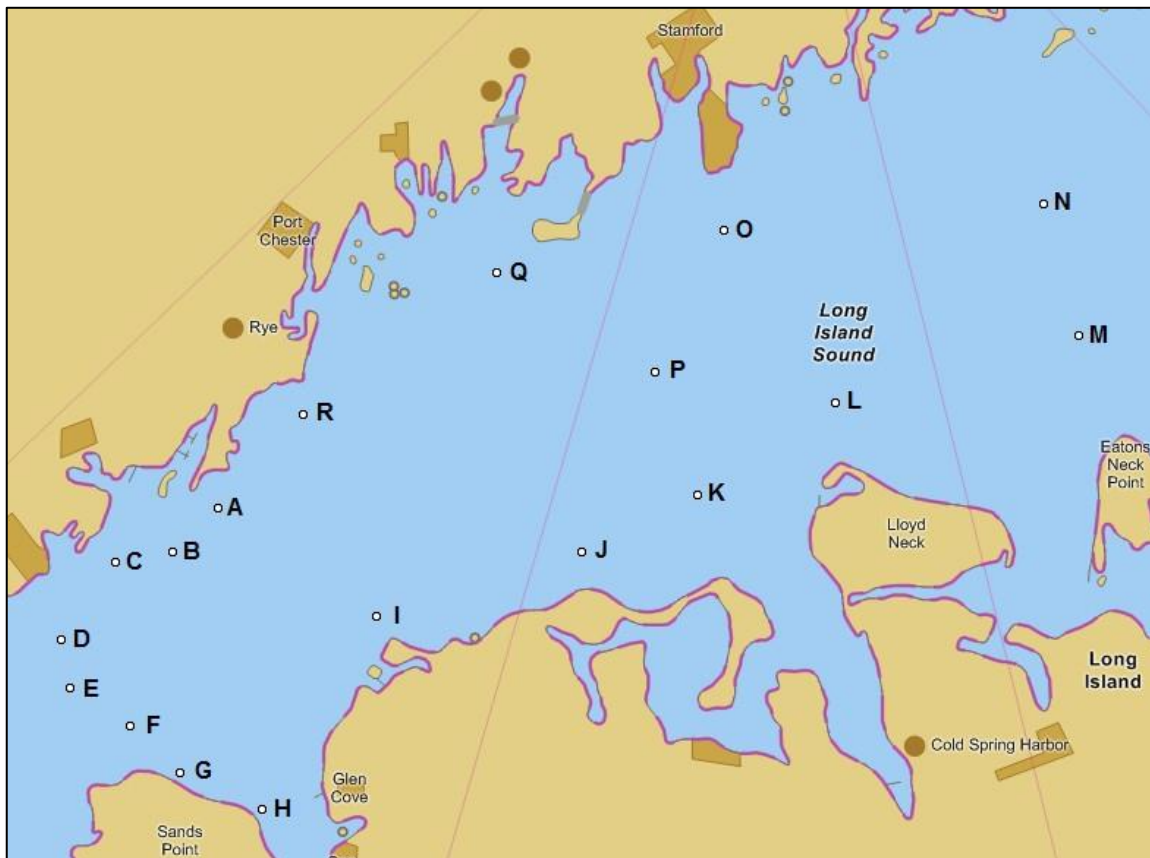 Stamford
N
Port
Chester
O
Q
Rye
Long
Island
Sound
M
P
L
R
Eatons
Neck
Point
K
A
Lloyd
Neck
B
J
C
I
D
Long
Island
E
F
Cold Spring Harbor
G
Glen
Cove
H
Sands
Point